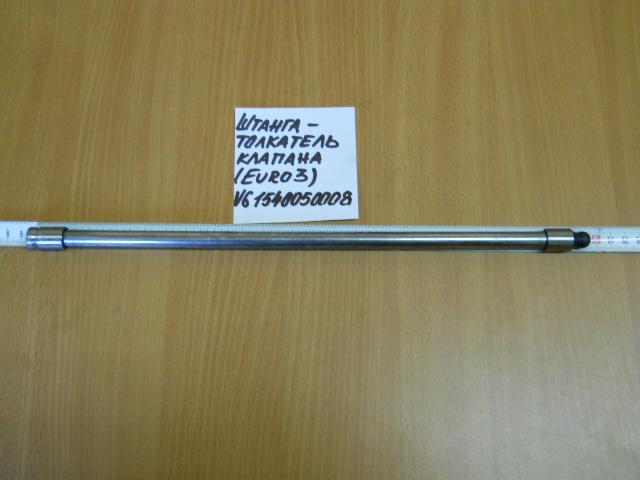 ШТАНГА –
ТОЛКАТЕЛЬ
КЛАПАНА
(EURO3)
VG1540050008